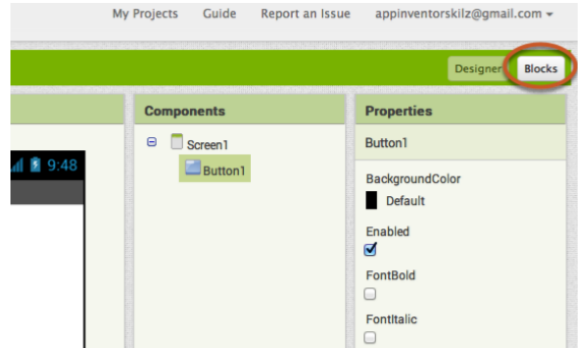 My Projects Guide Report an Issue appinventorskilz@gmail.com
Designer Blocks
Components Properties
Screen1 Button1
9:48
Button1
BackgroundColor
Default
Enabled
FontBold
FontItalic